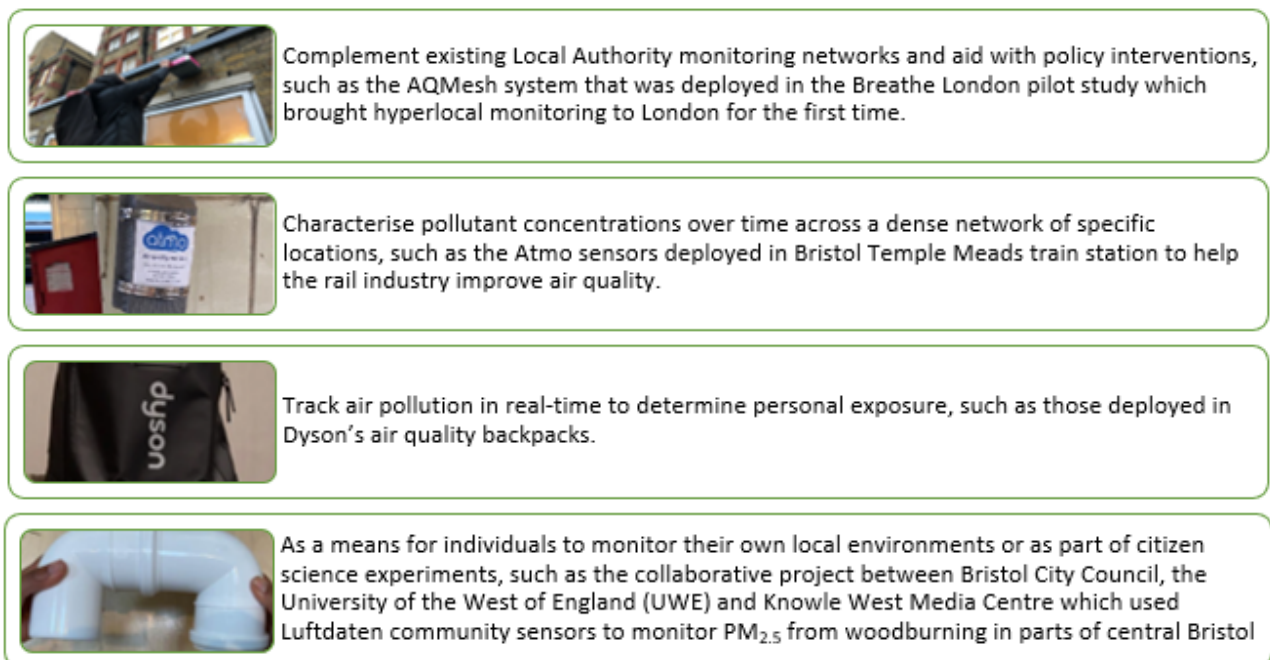 Complement existing Local Authority monitoring networks and aid with policy interventions,
such as the AQMesh system that was deployed in the Breathe London pilot study which
brought hyperlocal monitoring to London for the first time.
atmo
Characterise pollutant concentrations over time across a dense network of specific
locations, such as the Atmo sensors deployed in Bristol Temple Meads train station to help
the rail industry improve air quality.
dyson
Track air pollution in real-time to determine personal exposure, such as those deployed in
Dyson’s air quality backpacks.
As a means for individuals to monitor their own local environments or as part of citizen
science experiments, such as the collaborative project between Bristol City Council, the
University of the West of England (UWE) and Knowle West Media Centre which used
Luftdaten community sensors to monitor PM₂.₅ from woodburning in parts of central Bristol